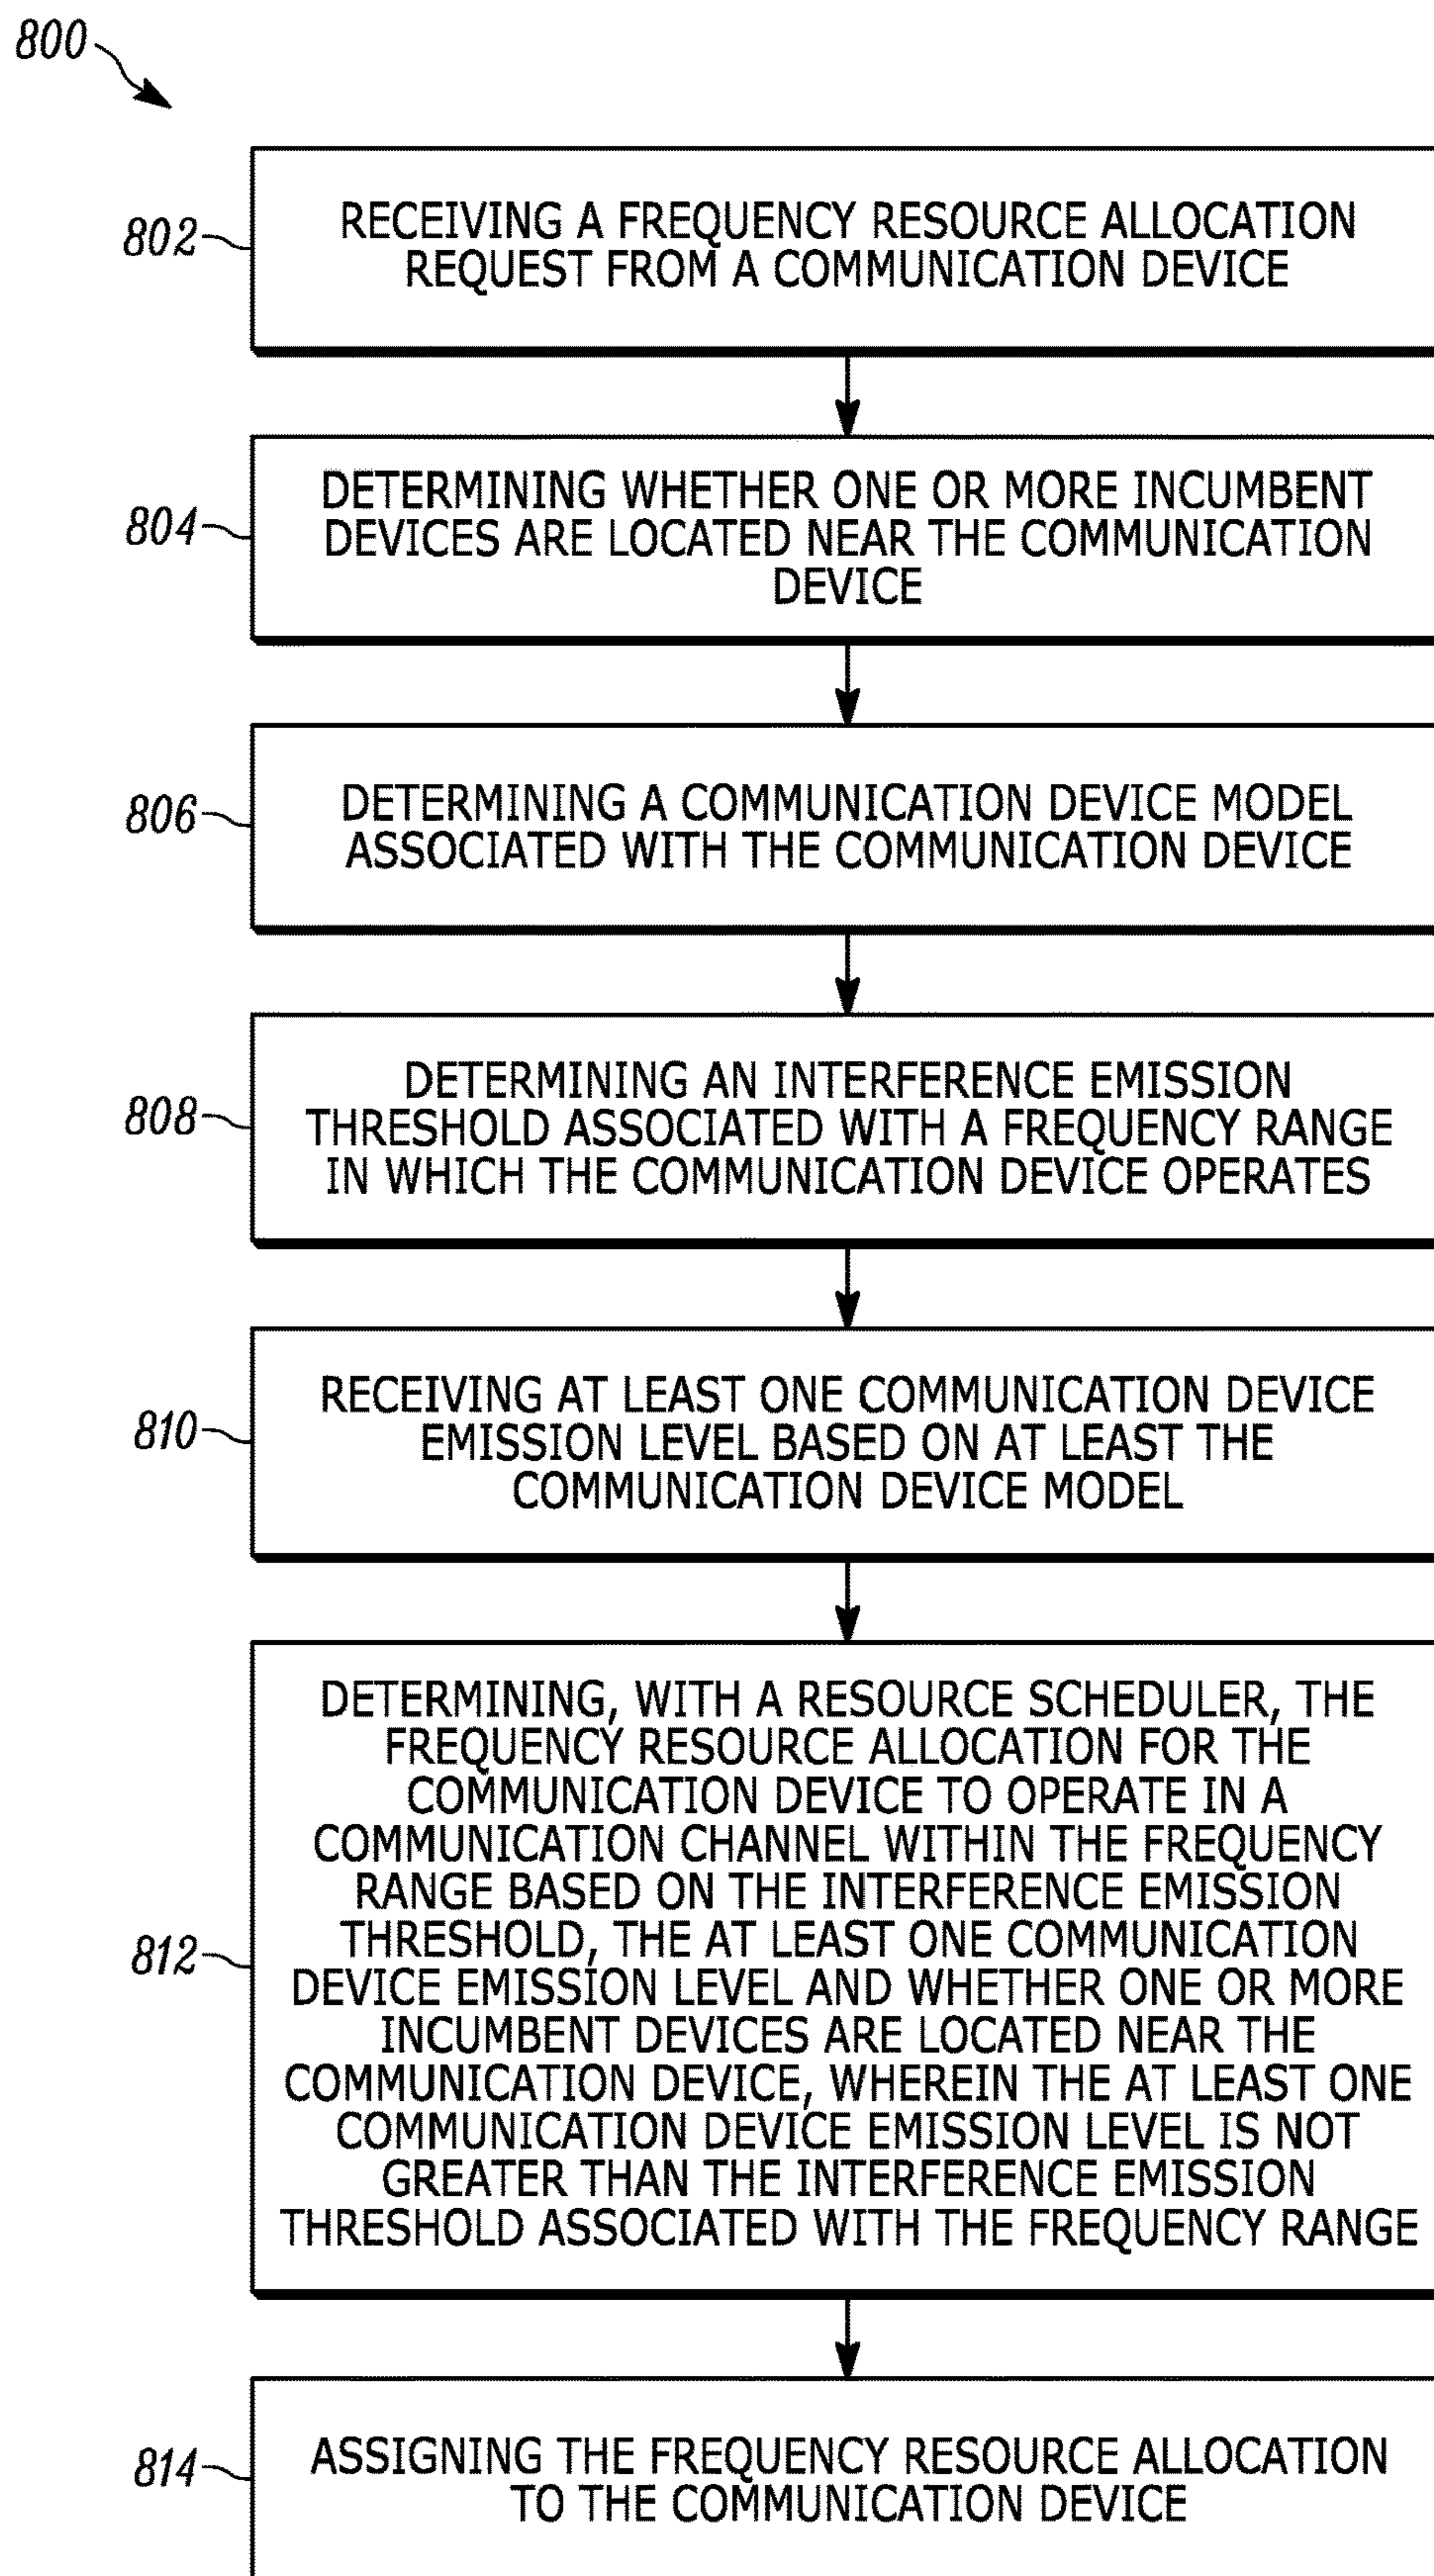 800
802
RECEIVING A FREQUENCY RESOURCE ALLOCATION
REQUEST FROM A COMMUNICATION DEVICE
804
DETERMINING WHETHER ONE OR MORE INCUMBENT
DEVICES ARE LOCATED NEAR THE COMMUNICATION
DEVICE
806
DETERMINING A COMMUNICATION DEVICE MODEL
ASSOCIATED WITH THE COMMUNICATION DEVICE
808
DETERMINING AN INTERFERENCE EMISSION
THRESHOLD ASSOCIATED WITH A FREQUENCY RANGE
IN WHICH THE COMMUNICATION DEVICE OPERATES
810
RECEIVING AT LEAST ONE COMMUNICATION DEVICE
EMISSION LEVEL BASED ON AT LEAST THE
COMMUNICATION DEVICE MODEL
812
DETERMINING, WITH A RESOURCE SCHEDULER, THE
FREQUENCY RESOURCE ALLOCATION FOR THE
COMMUNICATION DEVICE TO OPERATE IN A
COMMUNICATION CHANNEL WITHIN THE FREQUENCY
RANGE BASED ON THE INTERFERENCE EMISSION
THRESHOLD, THE AT LEAST ONE COMMUNICATION
DEVICE EMISSION LEVEL AND WHETHER ONE OR MORE
INCUMBENT DEVICES ARE LOCATED NEAR THE
COMMUNICATION DEVICE, WHEREIN THE AT LEAST ONE
COMMUNICATION DEVICE EMISSION LEVEL IS NOT
GREATER THAN THE INTERFERENCE EMISSION
THRESHOLD ASSOCIATED WITH THE FREQUENCY RANGE
814
ASSIGNING THE FREQUENCY RESOURCE ALLOCATION
TO THE COMMUNICATION DEVICE